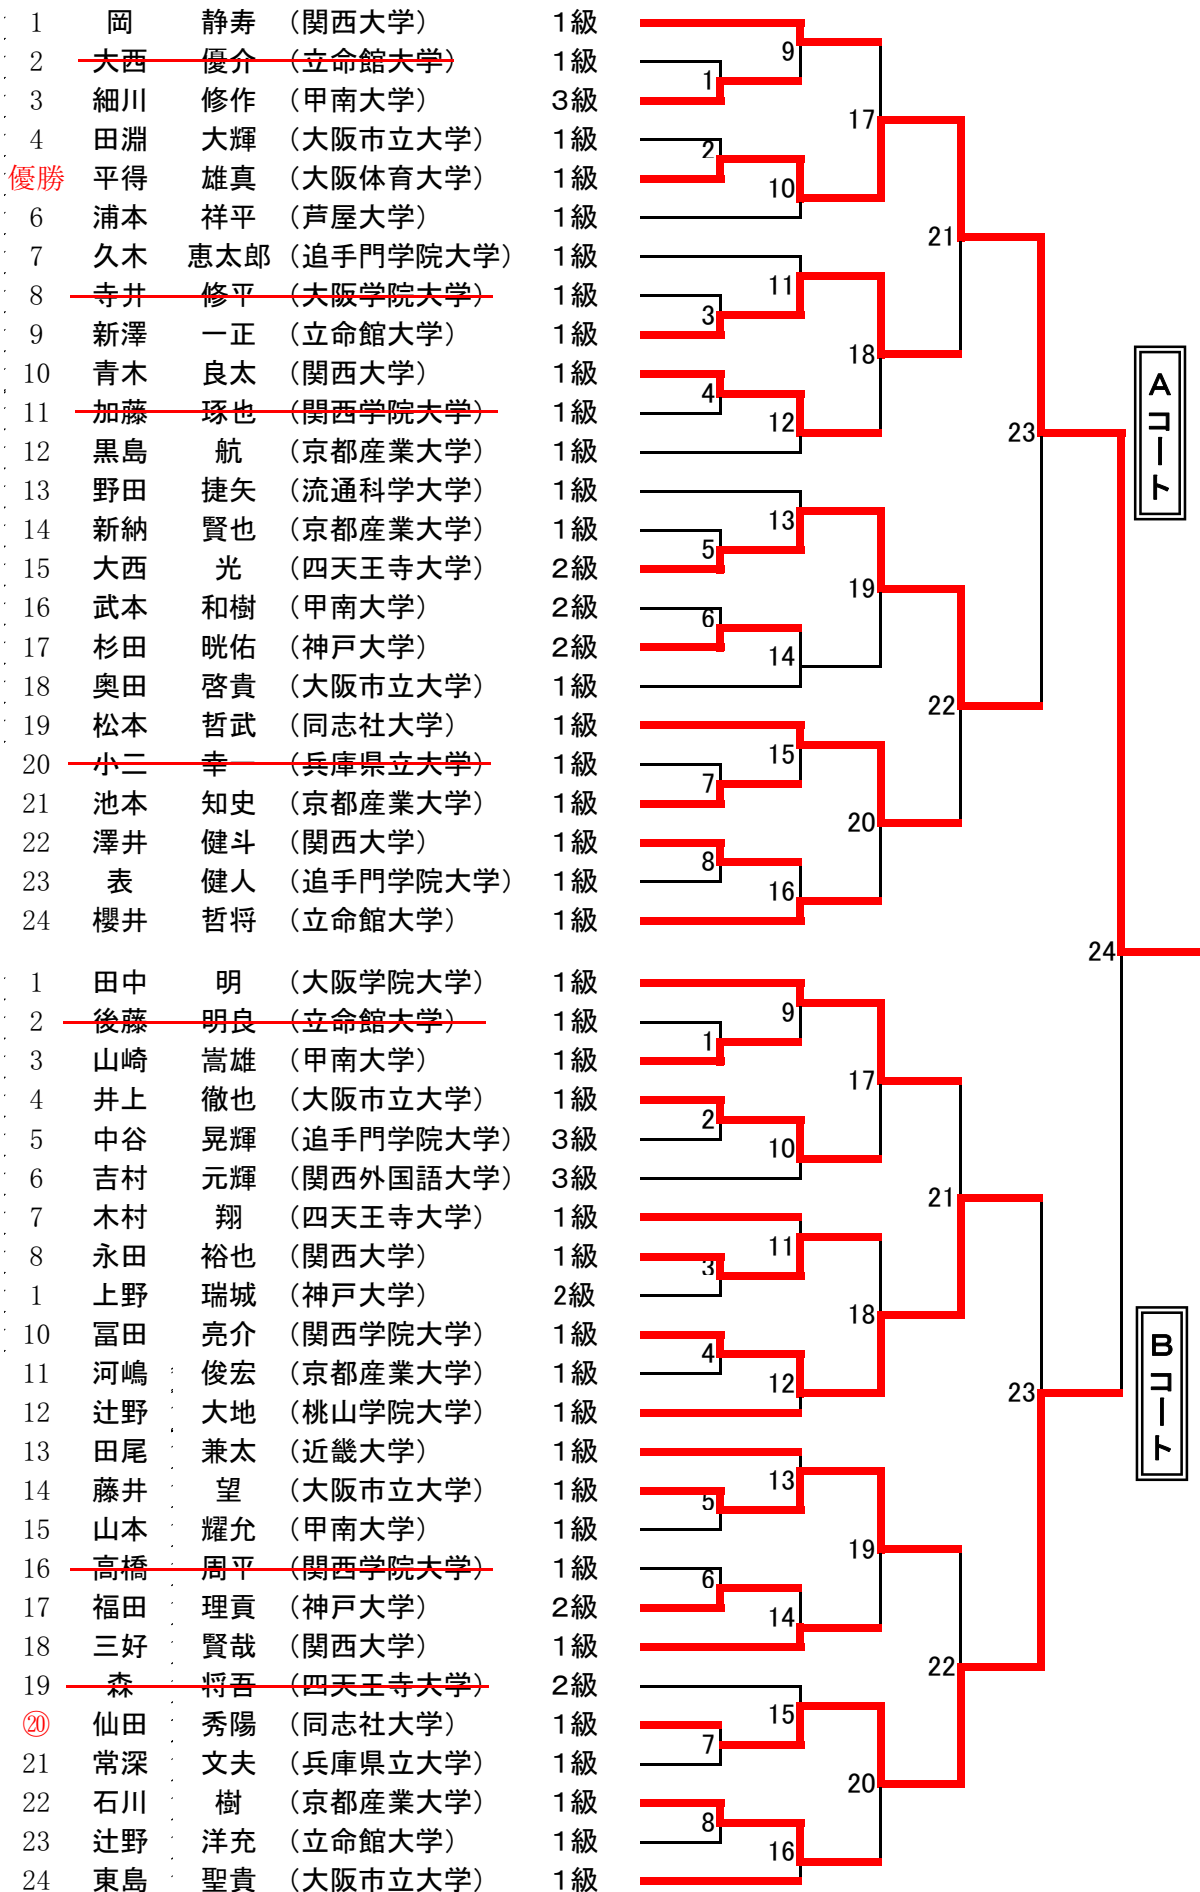 1 岡 静寿 （関西大学） 1級
2 大西 優介 （立命館大学） 1級
3 細川 修作 （甲南大学） 3級
4 田淵 大輝 （大阪市立大学） 1級
優勝 平得 雄真 （大阪体育大学） 1級
6 浦本 祥平 （芦屋大学） 1級
7 久木 恵太郎 （追手門学院大学） 1級
8 寺井 修平 （大阪学院大学） 1級
9 新澤 一正 （立命館大学） 1級
10 青木 良太 （関西大学） 1級
11 加藤 琢也 （関西学院大学） 1級
12 黒島 航 （京都産業大学） 1級
13 野田 捷矢 （流通科学大学） 1級
14 新納 賢也 （京都産業大学） 1級
15 大西 光 （四天王寺大学） 2級
16 武本 和樹 （甲南大学） 2級
17 杉田 晄佑 （神戸大学） 2級
18 奥田 啓貴 （大阪市立大学） 1級
19 松本 哲武 （同志社大学） 1級
20 小二 幸一 （兵庫県立大学） 1級
21 池本 知史 （京都産業大学） 1級
22 澤井 健斗 （関西大学） 1級
23 表 健人 （追手門学院大学） 1級
24 櫻井 哲将 （立命館大学） 1級
1 2 3 4 5 6 7 8
9 10 11 12 13 14 15 16
17 18 19 20
21 22
23
Aコート
24
1 田中 明 （大阪学院大学） 1級
2 後藤 明良 （立命館大学） 1級
3 山崎 嵩雄 （甲南大学） 1級
4 井上 徹也 （大阪市立大学） 1級
5 中谷 晃輝 （追手門学院大学） 3級
6 吉村 元輝 （関西外国語大学） 3級
7 木村 翔 （四天王寺大学） 1級
8 永田 裕也 （関西大学） 1級
1 上野 瑞城 （神戸大学） 2級
10 冨田 亮介 （関西学院大学） 1級
11 河嶋 俊宏 （京都産業大学） 1級
12 辻野 大地 （桃山学院大学） 1級
13 田尾 兼太 （近畿大学） 1級
14 藤井 望 （大阪市立大学） 1級
15 山本 耀允 （甲南大学） 1級
16 高橋 周平 （関西学院大学） 1級
17 福田 理貢 （神戸大学） 2級
18 三好 賢哉 （関西大学） 1級
19 森 将吾 （四天王寺大学） 2級
⑳ 仙田 秀陽 （同志社大学） 1級
21 常深 文夫 （兵庫県立大学） 1級
22 石川 樹 （京都産業大学） 1級
23 辻野 洋充 （立命館大学） 1級
24 東島 聖貴 （大阪市立大学） 1級
1 2 3 4 5 6 7 8
9 10 11 12 13 14 15 16
17 18 19 20
21 22
23
Bコート